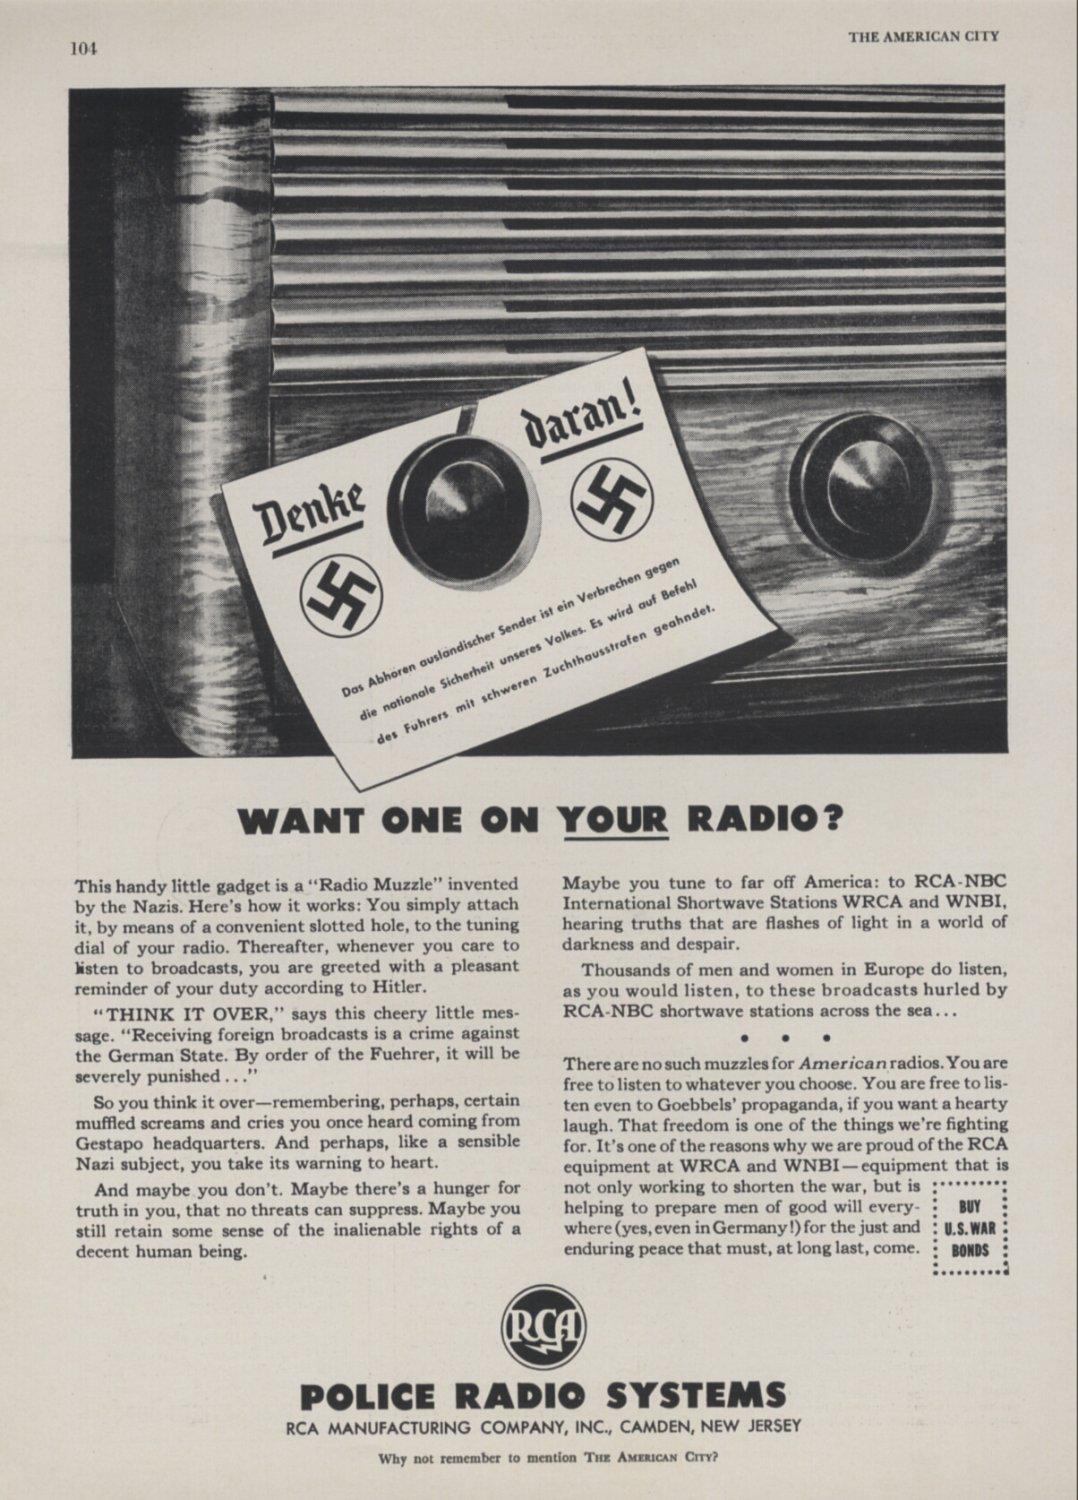 104
THE AMERICAN CITY
Denke daran!
Das Abhören ausländischer Sender ist ein Verbrechen gegen
die nationale Sicherheit unseres Volkes. Es wird auf Befehl
des Fuhrers mit schweren Zuchthausstrafen geahndet.
WANT ONE ON YOUR RADIO?
This handy little gadget is a “Radio Muzzle” invented
by the Nazis. Here's how it works: You simply attach
it, by means of a convenient slotted hole, to the tuning
dial of your radio. Thereafter, whenever you care to
listen to broadcasts, you are greeted with a pleasant
reminder of your duty according to Hitler.
“THINK IT OVER,” says this cheery little mes-
sage. “Receiving foreign broadcasts is a crime against
the German State. By order of the Fuehrer, it will be
severely punished . . .”
So you think it over—remembering, perhaps, certain
muffled screams and cries you once heard coming from
Gestapo headquarters. And perhaps, like a sensible
Nazi subject, you take its warning to heart.
And maybe you don't. Maybe there's a hunger for
truth in you, that no threats can suppress. Maybe you
still retain some sense of the inalienable rights of a
decent human being.
Maybe you tune to far off America: to RCA-NBC
International Shortwave Stations WRCA and WNBI,
hearing truths that are flashes of light in a world of
darkness and despair.
Thousands of men and women in Europe do listen,
as you would listen, to these broadcasts hurled by
RCA-NBC shortwave stations across the sea . . .
• • •
There are no such muzzles for American radios. You are
free to listen to whatever you choose. You are free to lis-
ten even to Goebbels' propaganda, if you want a hearty
laugh. That freedom is one of the things we're fighting
for. It's one of the reasons why we are proud of the RCA
equipment at WRCA and WNBI—equipment that is
not only working to shorten the war, but is
helping to prepare men of good will every-
where (yes, even in Germany!) for the just and
enduring peace that must, at long last, come.
BUY
U.S. WAR
BONDS
RCA
POLICE RADIO SYSTEMS
RCA MANUFACTURING COMPANY, INC., CAMDEN, NEW JERSEY
Why not remember to mention THE AMERICAN CITY?